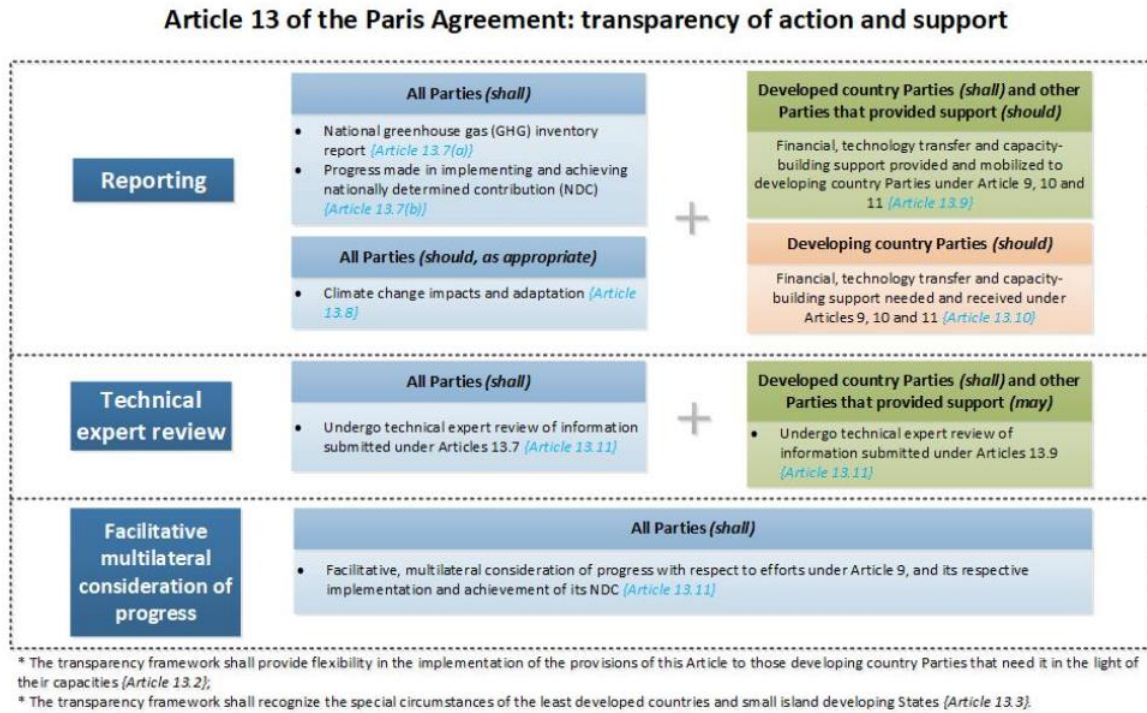 Article 13 of the Paris Agreement: transparency of action and support
Reporting
All Parties (shall)
• National greenhouse gas (GHG) inventory
report {Article 13.7(a)}
• Progress made in implementing and achieving
nationally determined contribution (NDC)
{Article 13.7(b)}
All Parties (should, as appropriate)
• Climate change impacts and adaptation {Article
13.8}
+
Developed country Parties (shall) and other
Parties that provided support (should)
Financial, technology transfer and capacity-
building support provided and mobilized to
developing country Parties under Article 9, 10 and
11 {Article 13.9}
Developing country Parties (should)
Financial, technology transfer and capacity-
building support needed and received under
Articles 9, 10 and 11 {Article 13.10}
Technical
expert review
All Parties (shall)
• Undergo technical expert review of information
submitted under Articles 13.7 {Article 13.11}
+
Developed country Parties (shall) and other
Parties that provided support (may)
• Undergo technical expert review of
information submitted under Articles 13.9
{Article 13.11}
Facilitative
multilateral
consideration of
progress
All Parties (shall)
• Facilitative, multilateral consideration of progress with respect to efforts under Article 9, and its respective
implementation and achievement of its NDC {Article 13.11}
* The transparency framework shall provide flexibility in the implementation of the provisions of this Article to those developing country Parties that need it in the light of
their capacities {Article 13.2};
* The transparency framework shall recognize the special circumstances of the least developed countries and small island developing States {Article 13.3}.